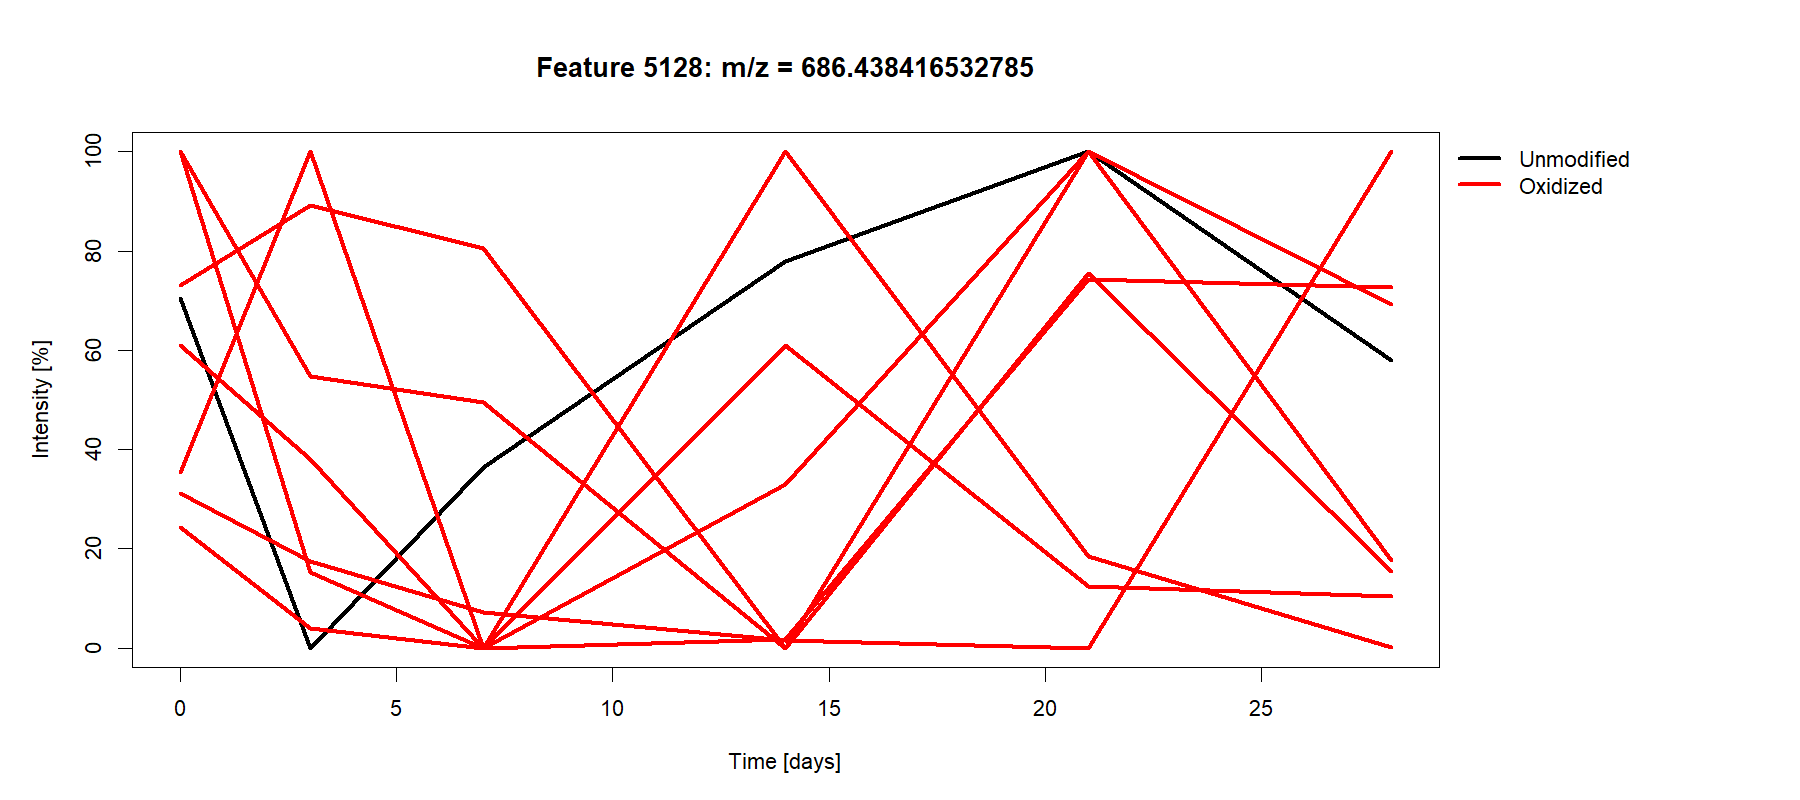 Feature 5128: m/z = 686.438416532785
Unmodified
Oxidized
Intensity [%]
100
80
60
40
20
0
0 5 10 15 20 25
Time [days]